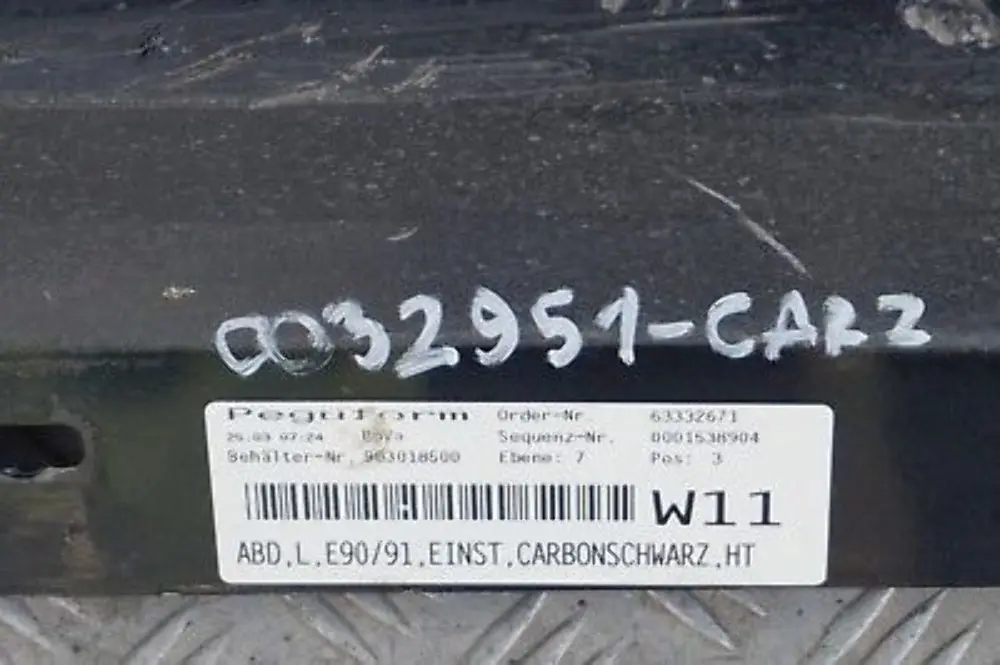 0032951-CARZ
Peguform Order-Nr. 63332671
26.03 07:24 BoVa Sequenz-Nr. 0001538904
Behälter-Nr. 903018500 Ebene: 7 Pos: 3
W11
ABD,L,E90/91,EINST,CARBONSCHWARZ,HT